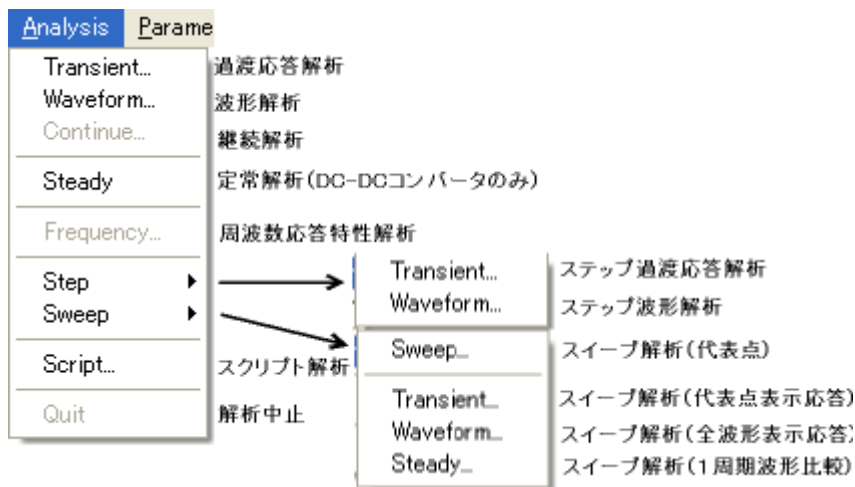 Analysis Parame
Transient... 過渡応答解析
Waveform... 波形解析
Continue... 継続解析
Steady 定常解析(DC-DCコンバータのみ)
Frequency... 周波数応答特性解析
Step
Transient... ステップ過渡応答解析
Waveform... ステップ波形解析
Sweep
Sweep... スイープ解析(代表点)
Script... スクリプト解析
Transient... スイープ解析(代表点表示応答)
Quit 解析中止
Waveform... スイープ解析(全波形表示応答)
Steady... スイープ解析(1周期波形比較)